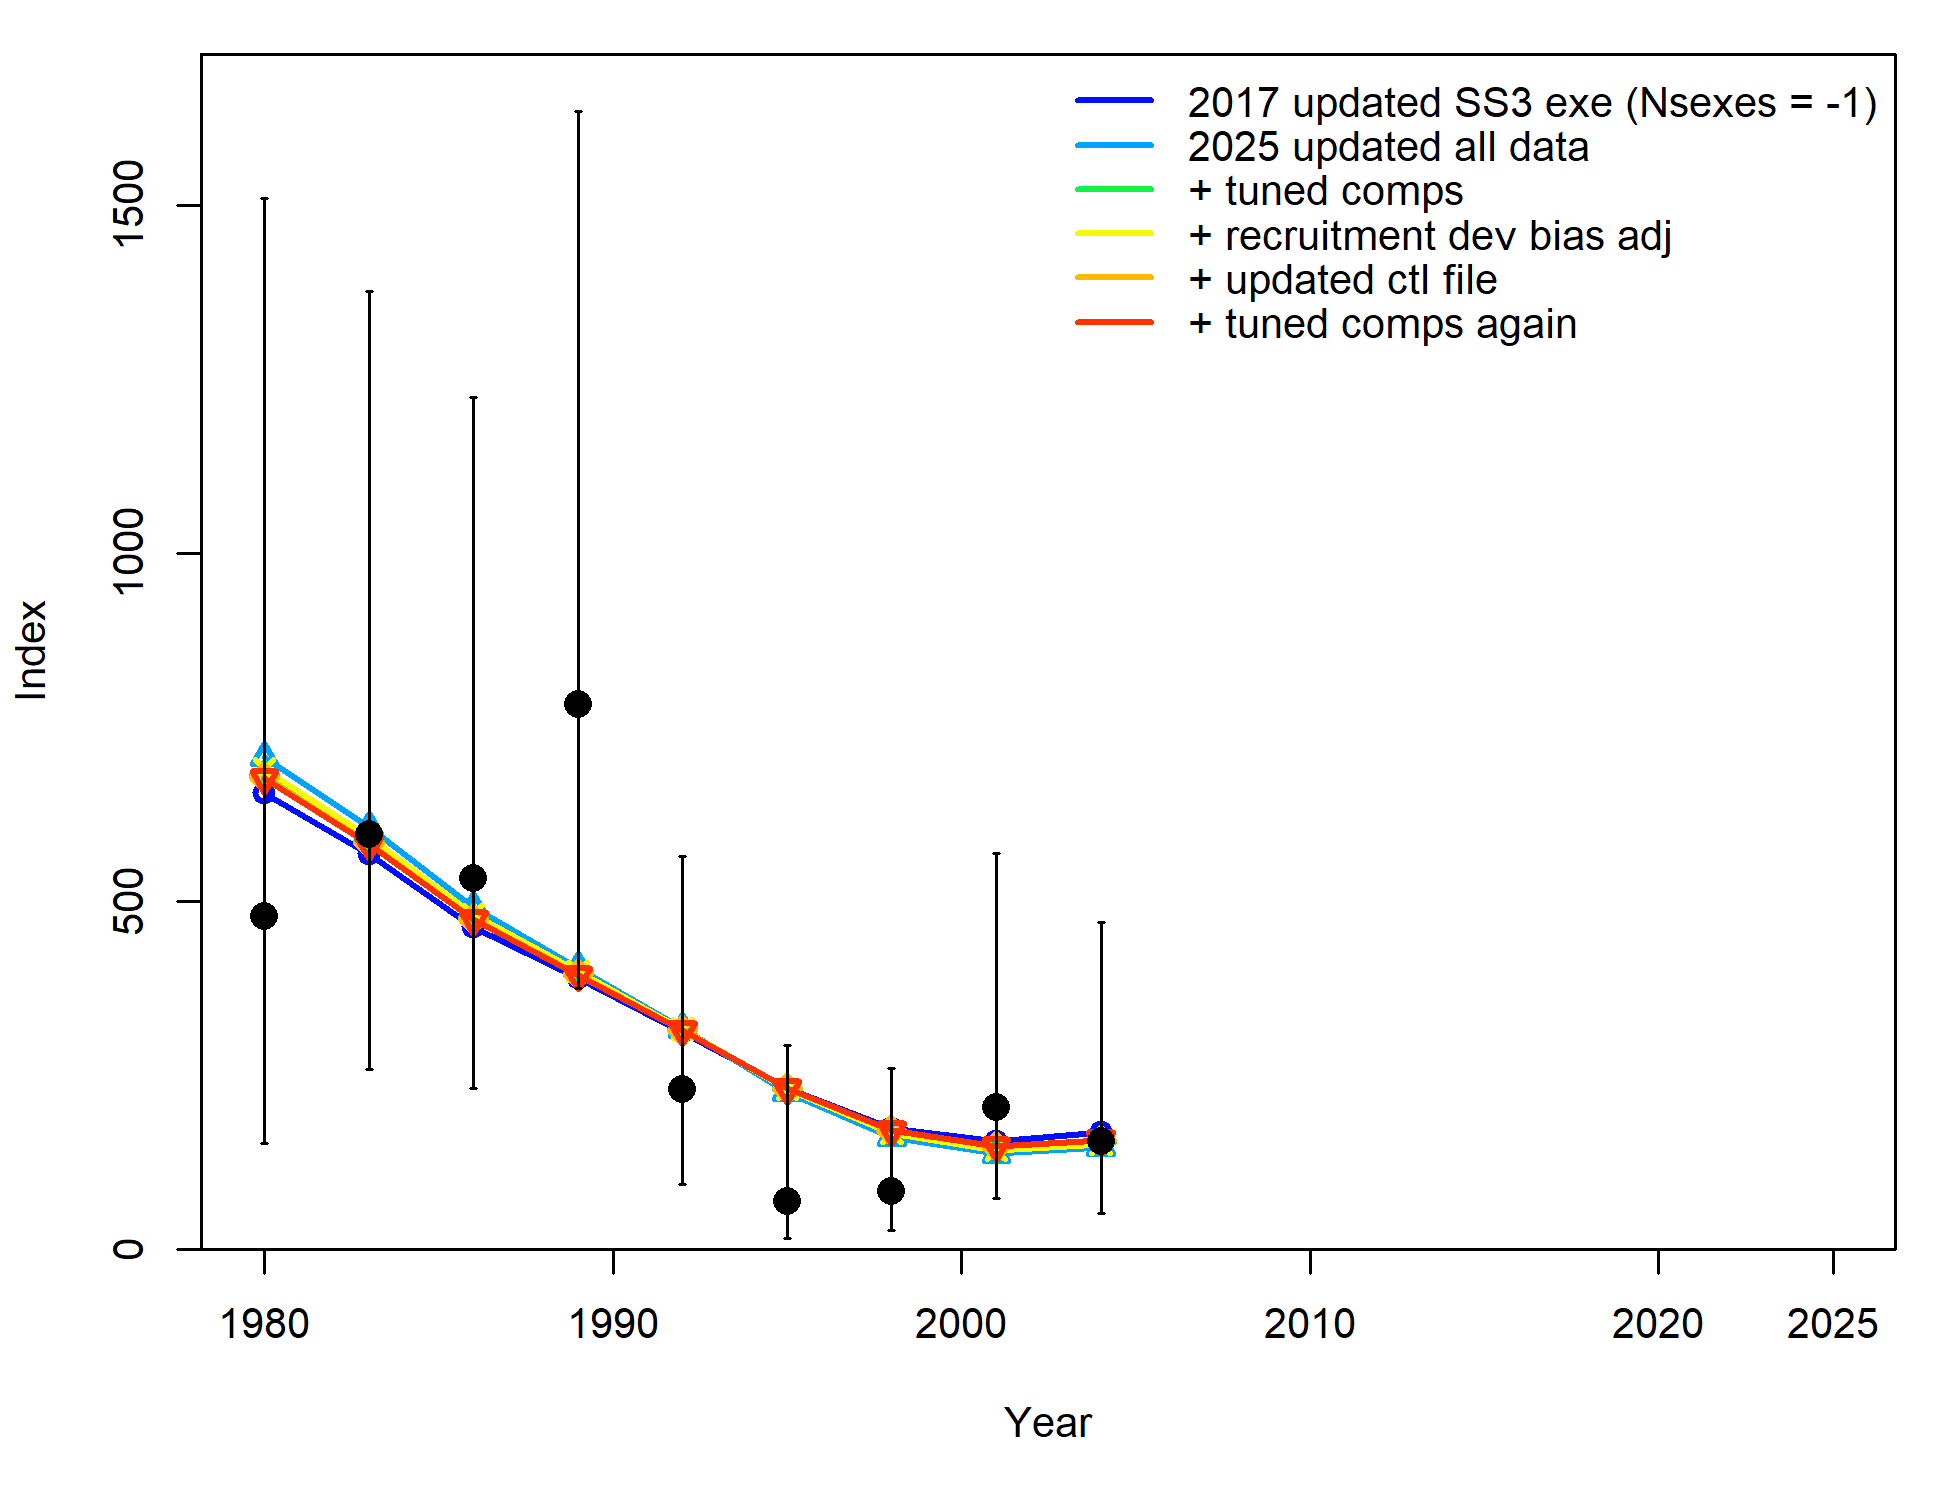 2017 updated SS3 exe (Nsexes = -1)
2025 updated all data
+ tuned comps
+ recruitment dev bias adj
+ updated ctl file
+ tuned comps again
1500
1000
500
0
Index
1980 1990 2000 2010 2020 2025
Year